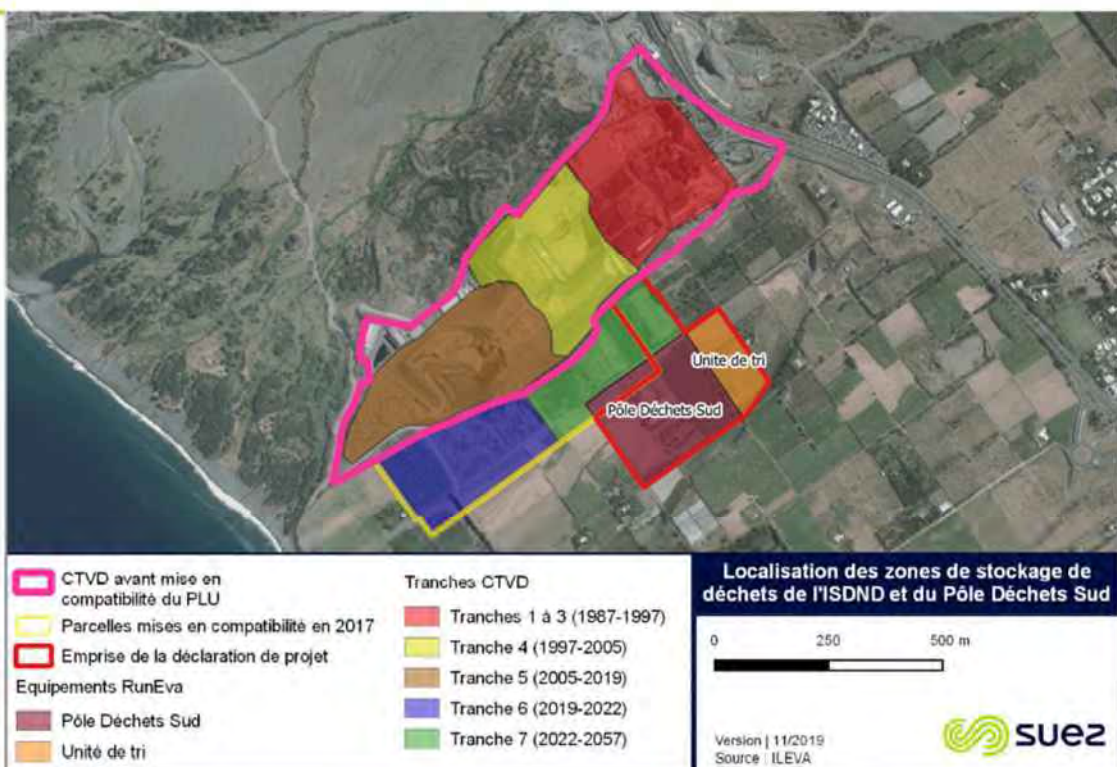 Unite de tri
Pôle Déchets Sud
CTVD avant mise en
compatibilité du PLU
Parcelles mises en compatibilité en 2017
Emprise de la déclaration de projet
Equipements RunEva
Pôle Déchets Sud
Unité de tri
Tranches CTVD
Tranches 1 à 3 (1987-1997)
Tranche 4 (1997-2005)
Tranche 5 (2005-2019)
Tranche 6 (2019-2022)
Tranche 7 (2022-2057)
Localisation des zones de stockage de
déchets de l'ISDND et du Pôle Déchets Sud
0 250 500 m
Version | 11/2019
Source : ILEVA
suez